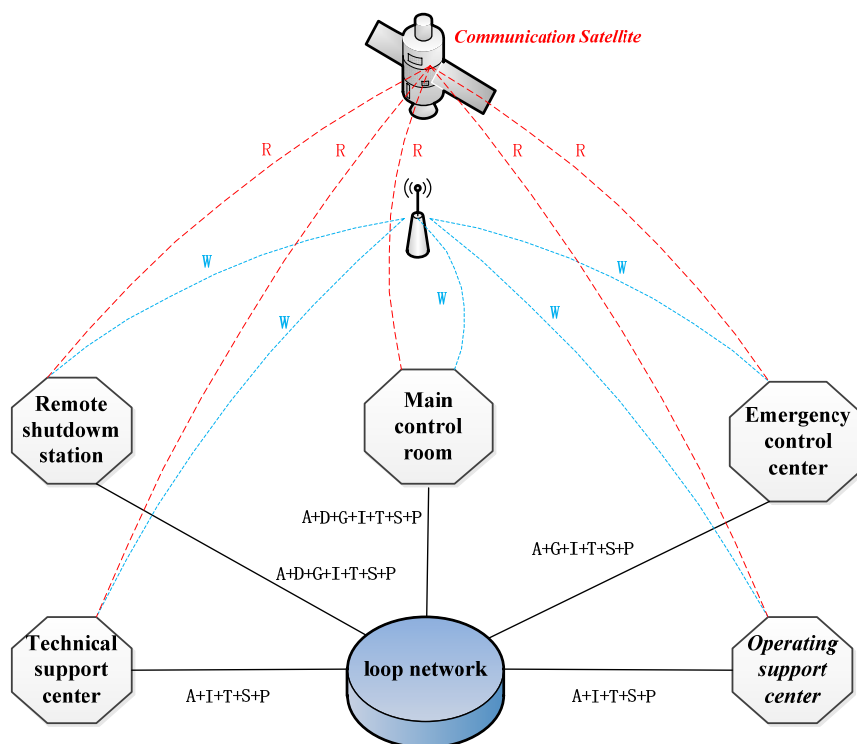 Communication Satellite
R
R
R
R
R
W
W
W
W
W
Remote
shutdowm
station
Main
control
room
Emergency
control
center
A+D+G+I+T+S+P
A+D+G+I+T+S+P
A+G+I+T+S+P
Technical
support
center
loop network
Operating
support
center
A+I+T+S+P
A+I+T+S+P